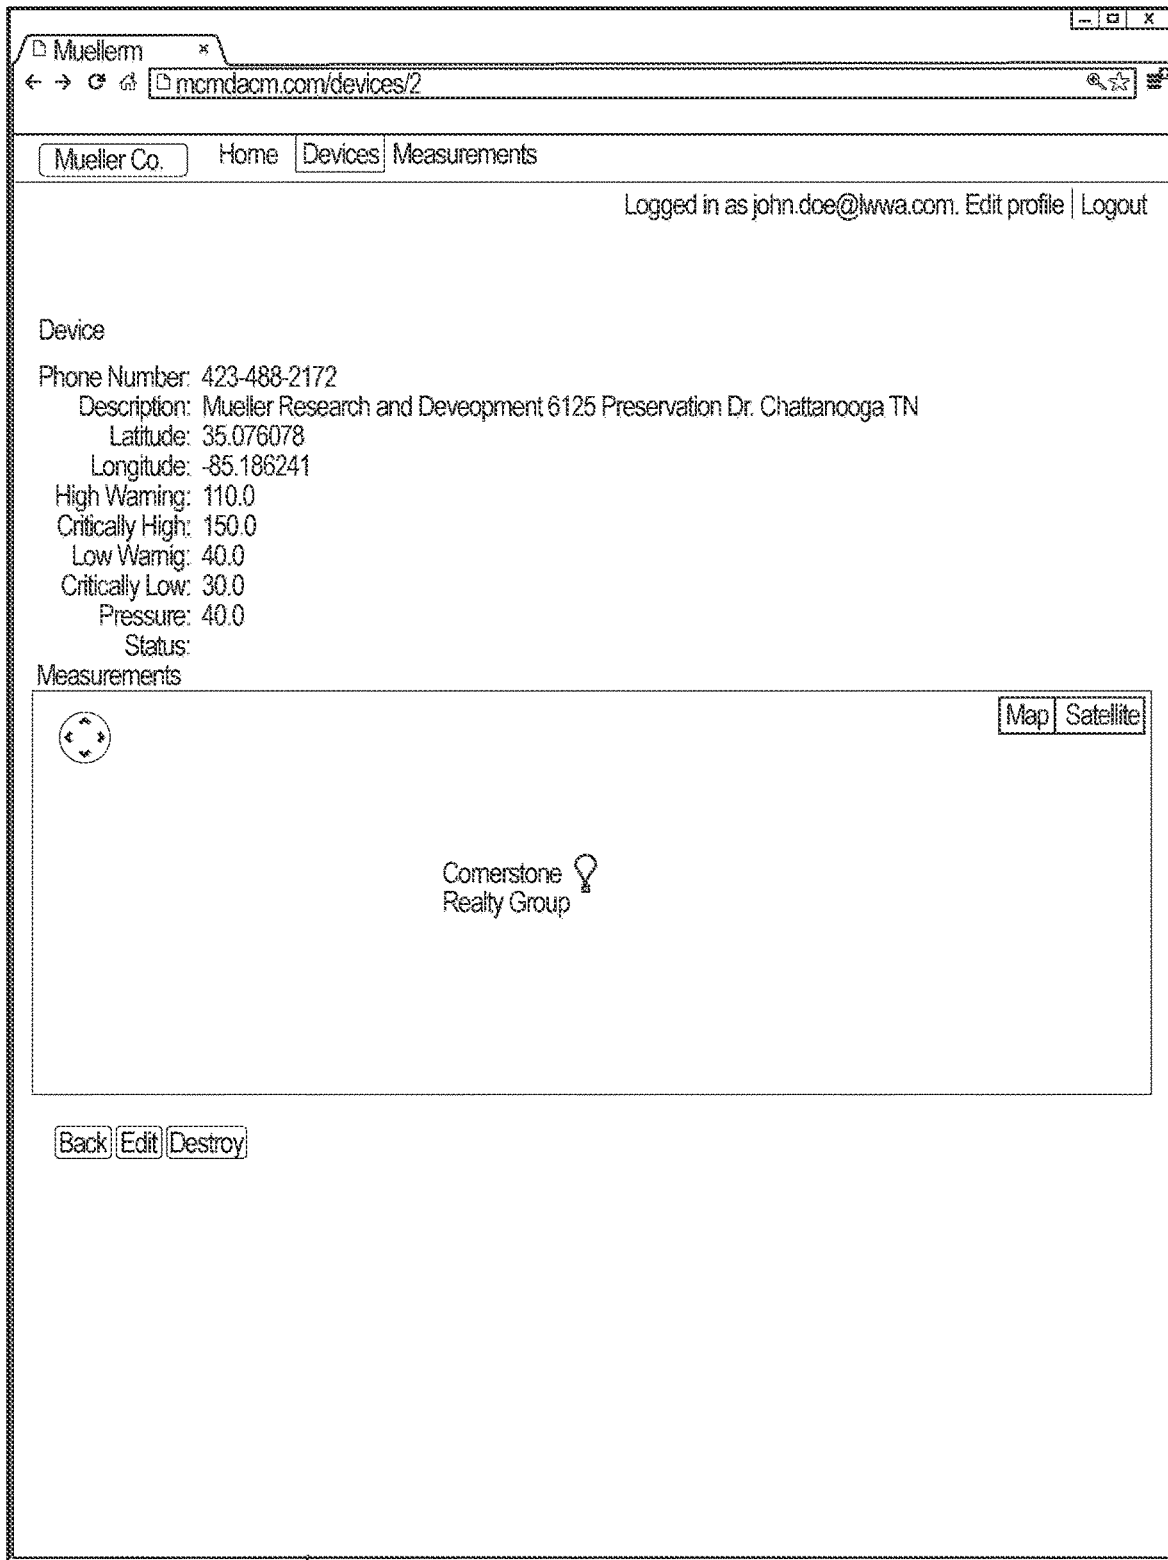 Muellerm
mcmdacm.com/devices/2
Mueller Co. Home Devices Measurements
Logged in as john.doe@lwwa.com. Edit profile | Logout
Device
Phone Number: 423-488-2172
Description: Mueller Research and Deveopment 6125 Preservation Dr. Chattanooga TN
Latitude: 35.076078
Longitude: -85.186241
High Warning: 110.0
Critically High: 150.0
Low Warnig: 40.0
Critically Low: 30.0
Pressure: 40.0
Status:
Measurements
Map Satellite
Cornerstone
Realty Group
Back Edit Destroy